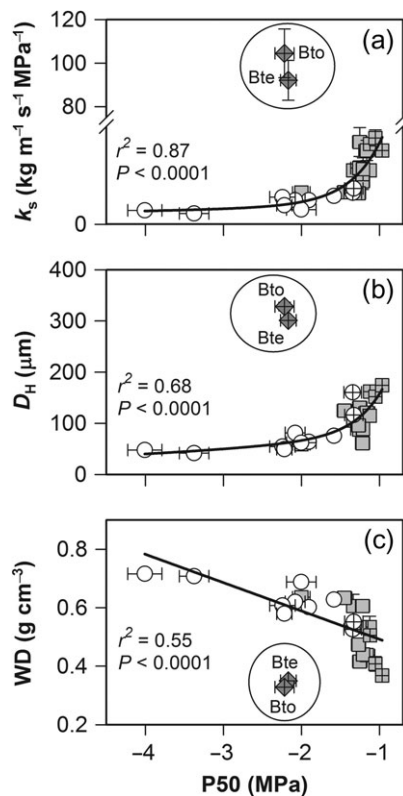 120
(a)
100
Bto
80
Bte
60
k_s (kg m⁻¹ s⁻¹ MPa⁻¹)
r² = 0.87
P < 0.0001
0
400
(b)
Bto
300
Bte
200
D_H (μm)
r² = 0.68
100
P < 0.0001
0
(c)
0.8
0.6
WD (g cm⁻³)
r² = 0.55
0.4
P < 0.0001
Bte
Bto
0.2
−4 −3 −2 −1
P50 (MPa)